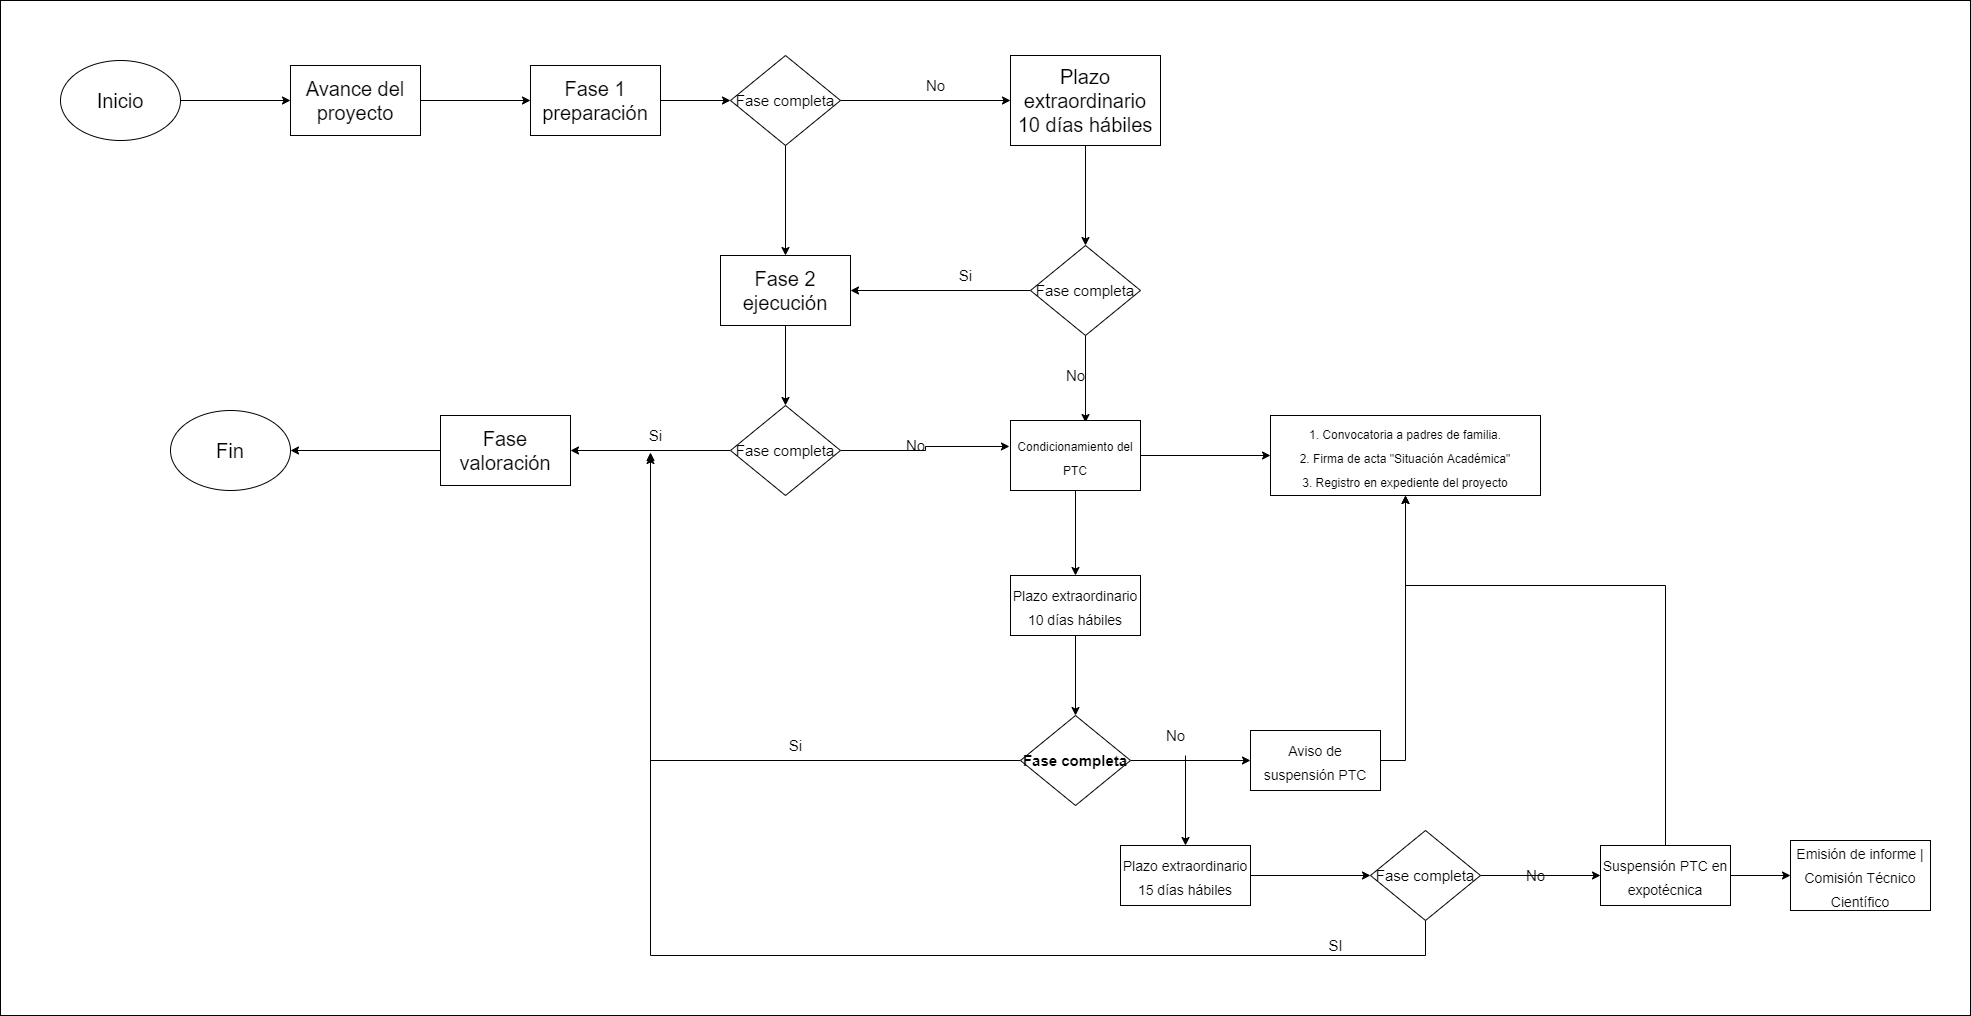 Inicio
Avance del
proyecto
Fase 1
preparación
Fase completa
No
Plazo
extraordinario
10 días hábiles
Fase 2
ejecución
Si
Fase completa
No
Fin
Fase
valoración
Si
Fase completa
No
Condicionamiento del
PTC
1. Convocatoria a padres de familia.
2. Firma de acta "Situación Académica"
3. Registro en expediente del proyecto
Plazo extraordinario
10 días hábiles
Si
Fase completa
No
Aviso de
suspensión PTC
Plazo extraordinario
15 días hábiles
Fase completa
No
Suspensión PTC en
expotécnica
Emisión de informe |
Comisión Técnico
Científico
SI